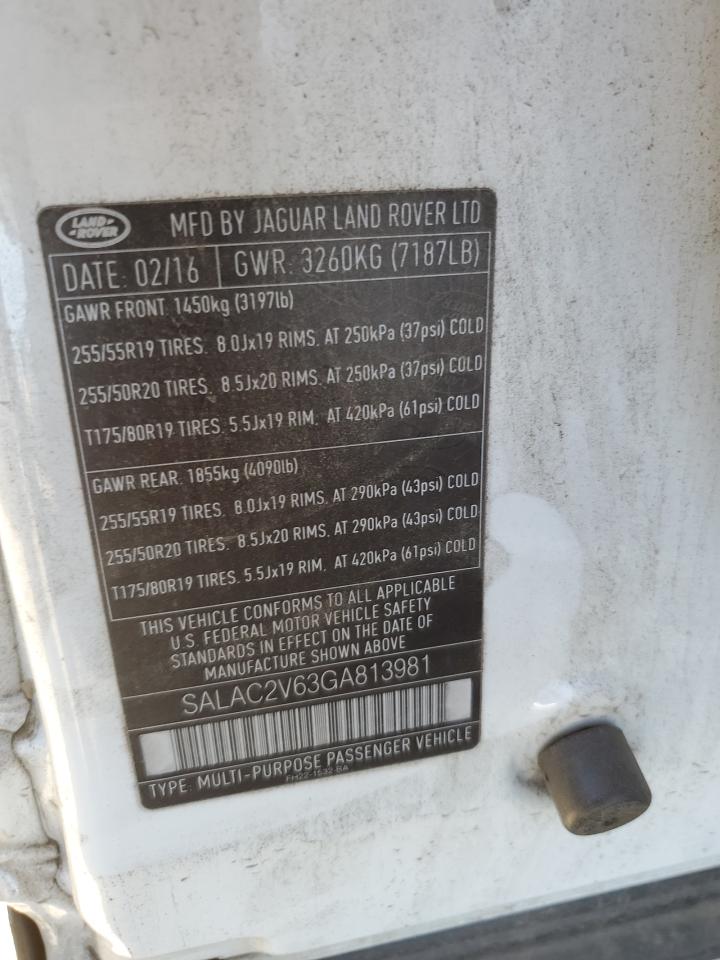 LAND ROVER
MFD BY JAGUAR LAND ROVER LTD
DATE: 02/16
GWR: 3260KG (7187LB)
GAWR FRONT 1450kg (3197lb)
255/55R19 TIRES. 8.0Jx19 RIMS. AT 250kPa (37psi) COLD
255/50R20 TIRES. 8.5Jx20 RIMS. AT 250kPa (37psi) COLD
T175/80R19 TIRES. 5.5Jx19 RIM. AT 420kPa (61psi) COLD
GAWR REAR. 1855kg (4090lb)
255/55R19 TIRES. 8.0Jx19 RIMS. AT 290kPa (43psi) COLD
255/50R20 TIRES. 8.5Jx20 RIMS. AT 290kPa (43psi) COLD
T175/80R19 TIRES. 5.5Jx19 RIM. AT 420kPa (61psi) COLD
THIS VEHICLE CONFORMS TO ALL APPLICABLE
U.S. FEDERAL MOTOR VEHICLE SAFETY
STANDARDS IN EFFECT ON THE DATE OF
MANUFACTURE SHOWN ABOVE
SALAC2V63GA813981
TYPE: MULTI-PURPOSE PASSENGER VEHICLE
FH22-1532-BA